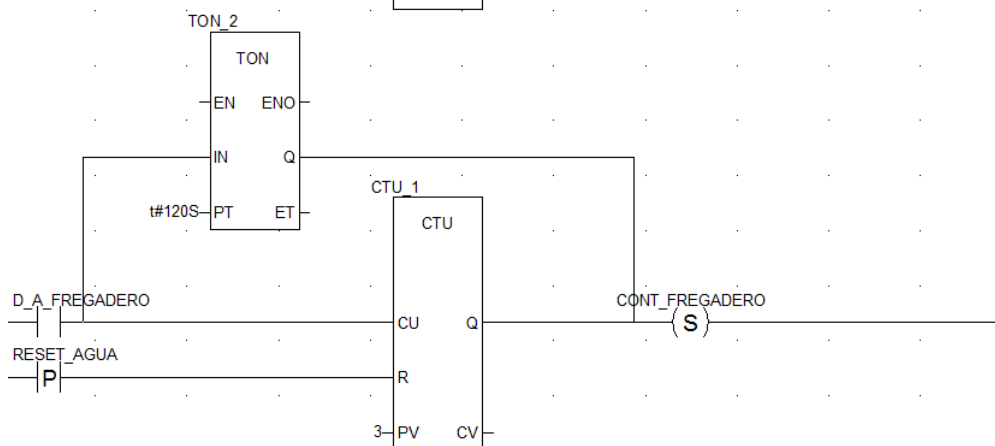 TON_2
TON
EN ENO
IN Q
t#120S PT ET
CTU_1
CTU
D_A_FREGADERO
CONT_FREGADERO
CU Q
S
RESET_AGUA
P
R
3 PV CV